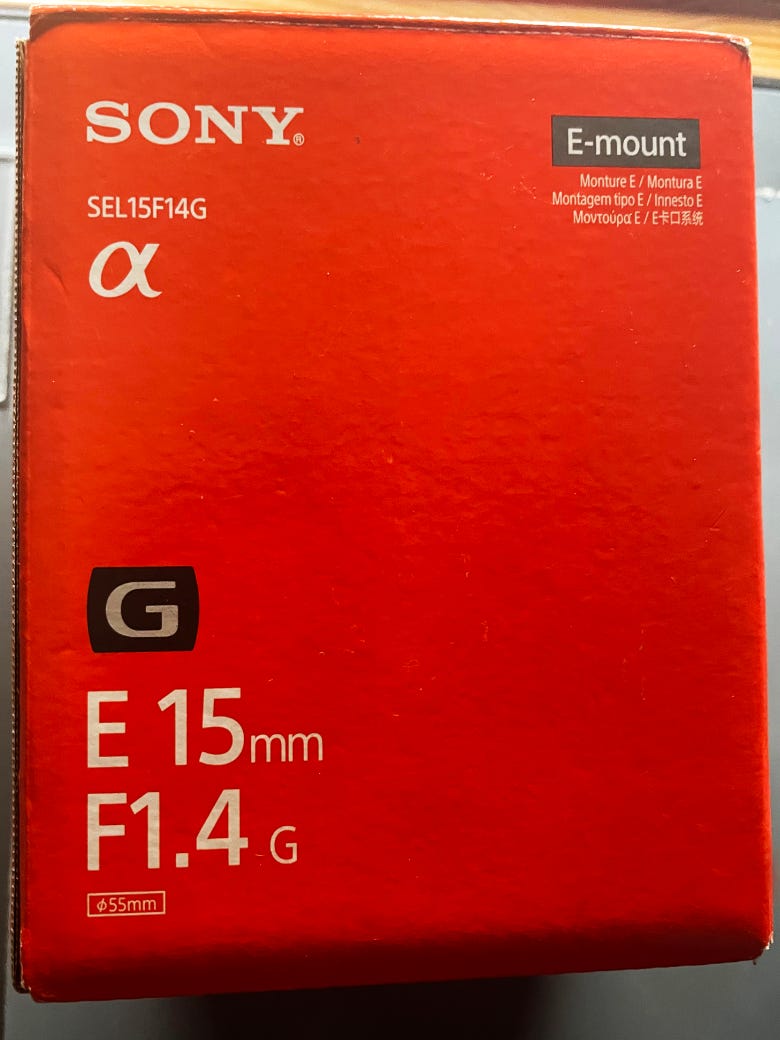 SONY®
E-mount
Monture E / Montura E
Montagem tipo E / Innesto E
Μοντούρα E / E卡口系统
SEL15F14G
α
G
E 15mm
F1.4 G
ϕ55mm